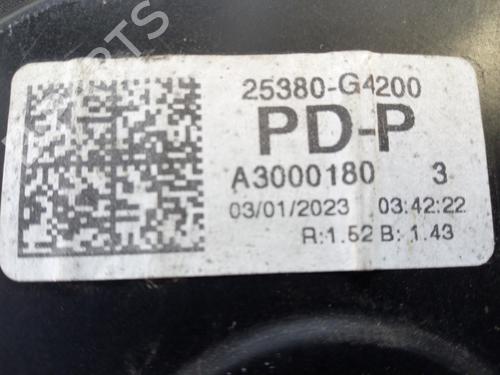 25380-G4200
PD-P
A3000180 3
03/01/2023 03:42:22
R:1.52 B: 1.43